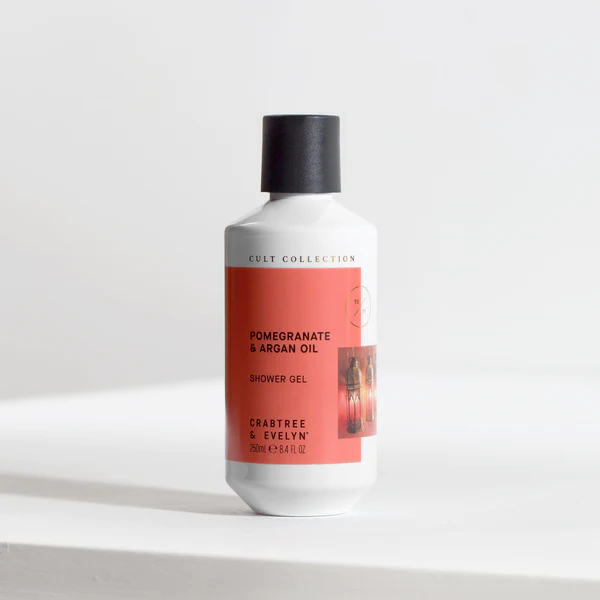 CULT COLLECTION
POMEGRANATE
& ARGAN OIL
SHOWER GEL
CRABTREE
& EVELYN®
250mL ℮ 8.4 FL OZ